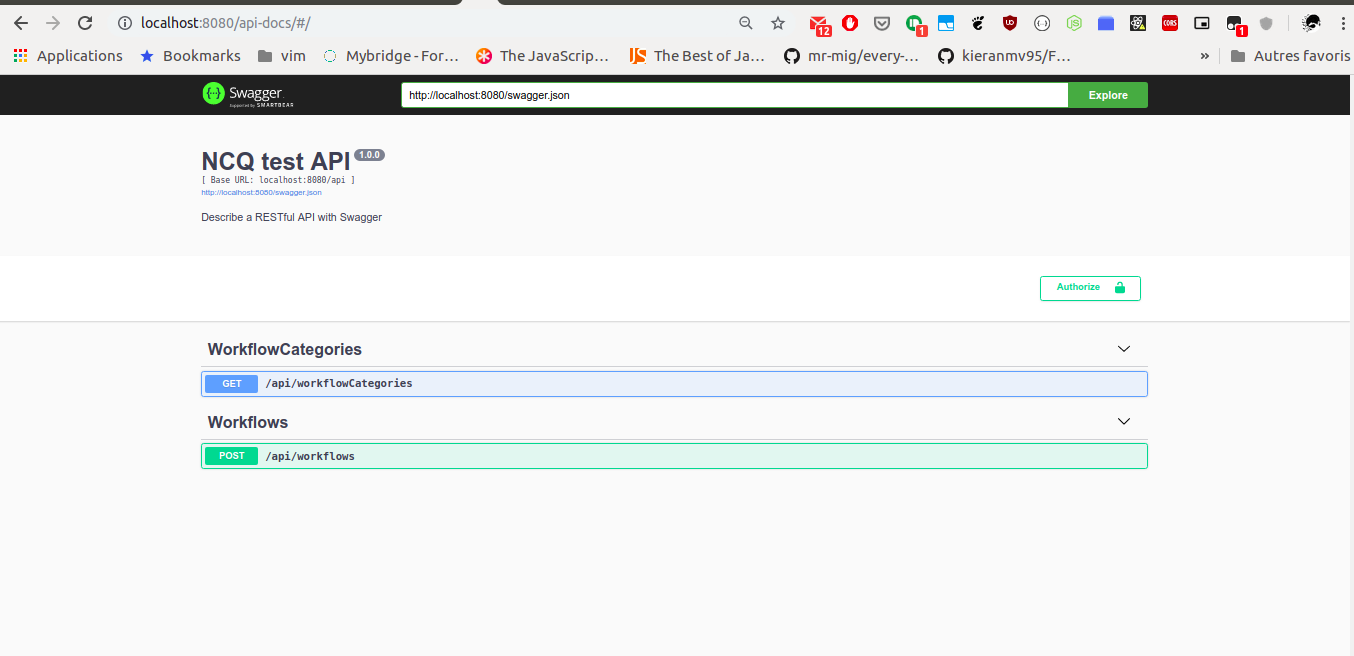 localhost:8080/api-docs/#/
12
1
1
Applications Bookmarks vim Mybridge - For… The JavaScrip… The Best of Ja… mr-mig/every-… kieranmv95/F… » Autres favoris
Swagger
Supported by SMARTBEAR
http://localhost:8080/swagger.json
Explore
NCQ test API 1.0.0
[ Base URL: localhost:8080/api ]
http://localhost:8080/swagger.json
Describe a RESTful API with Swagger
Authorize
WorkflowCategories
GET /api/workflowCategories
Workflows
POST /api/workflows